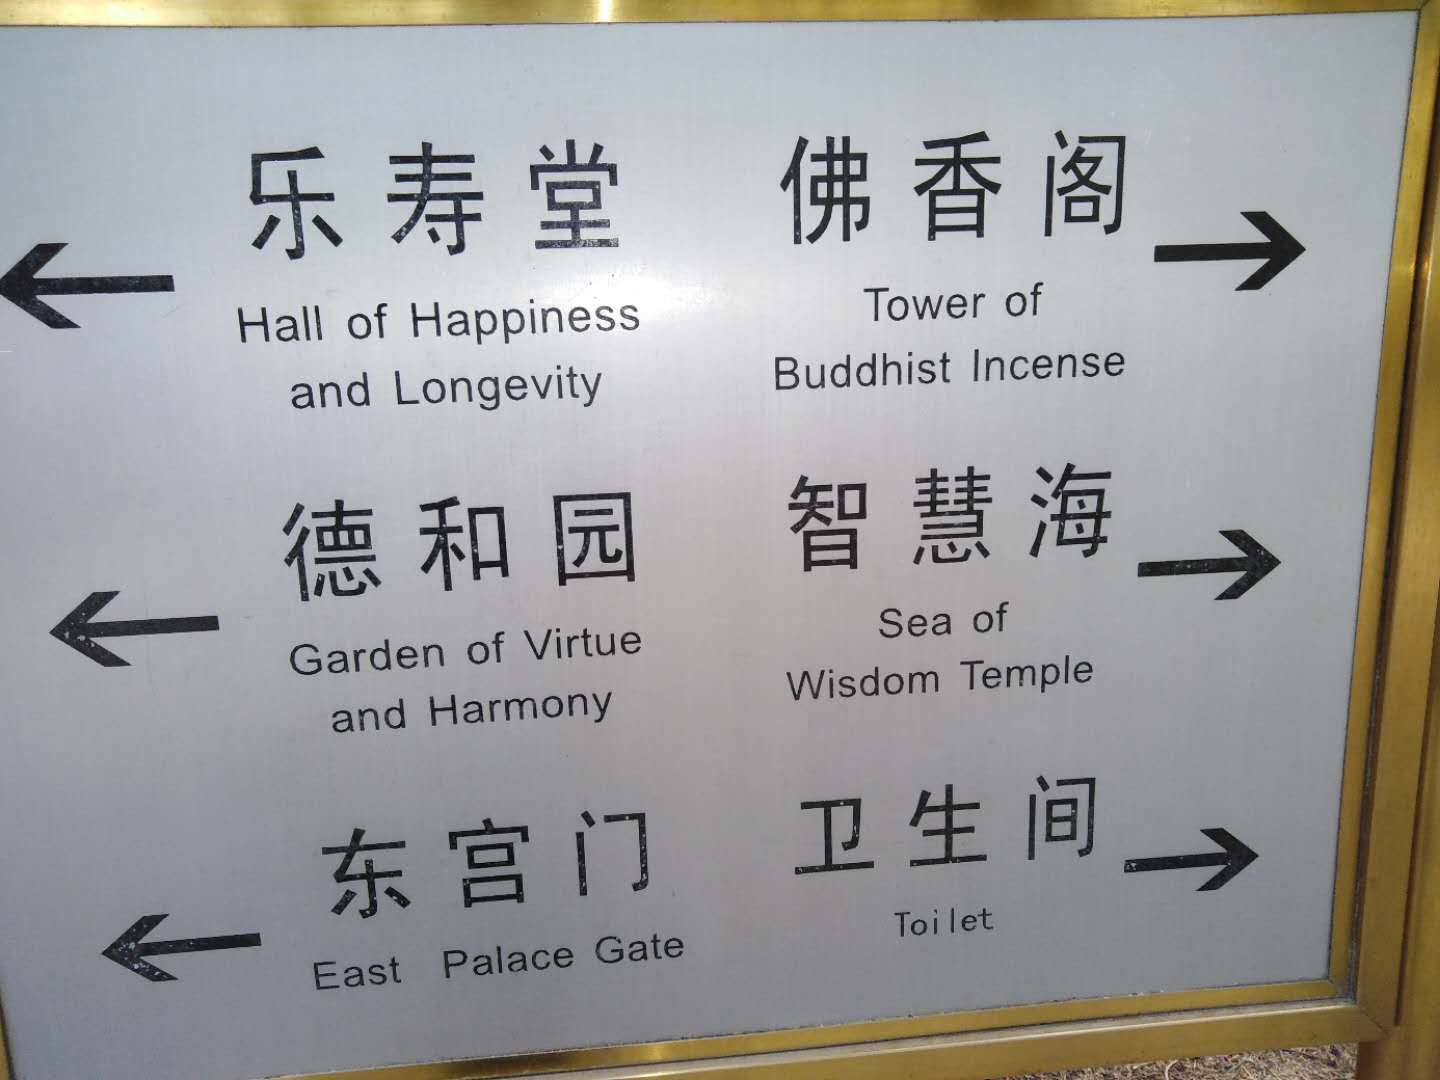 乐寿堂
Hall of Happiness
and Longevity
佛香阁
Tower of
Buddhist Incense
德和园
Garden of Virtue
and Harmony
智慧海
Sea of
Wisdom Temple
东宫门
East Palace Gate
卫生间
Toilet